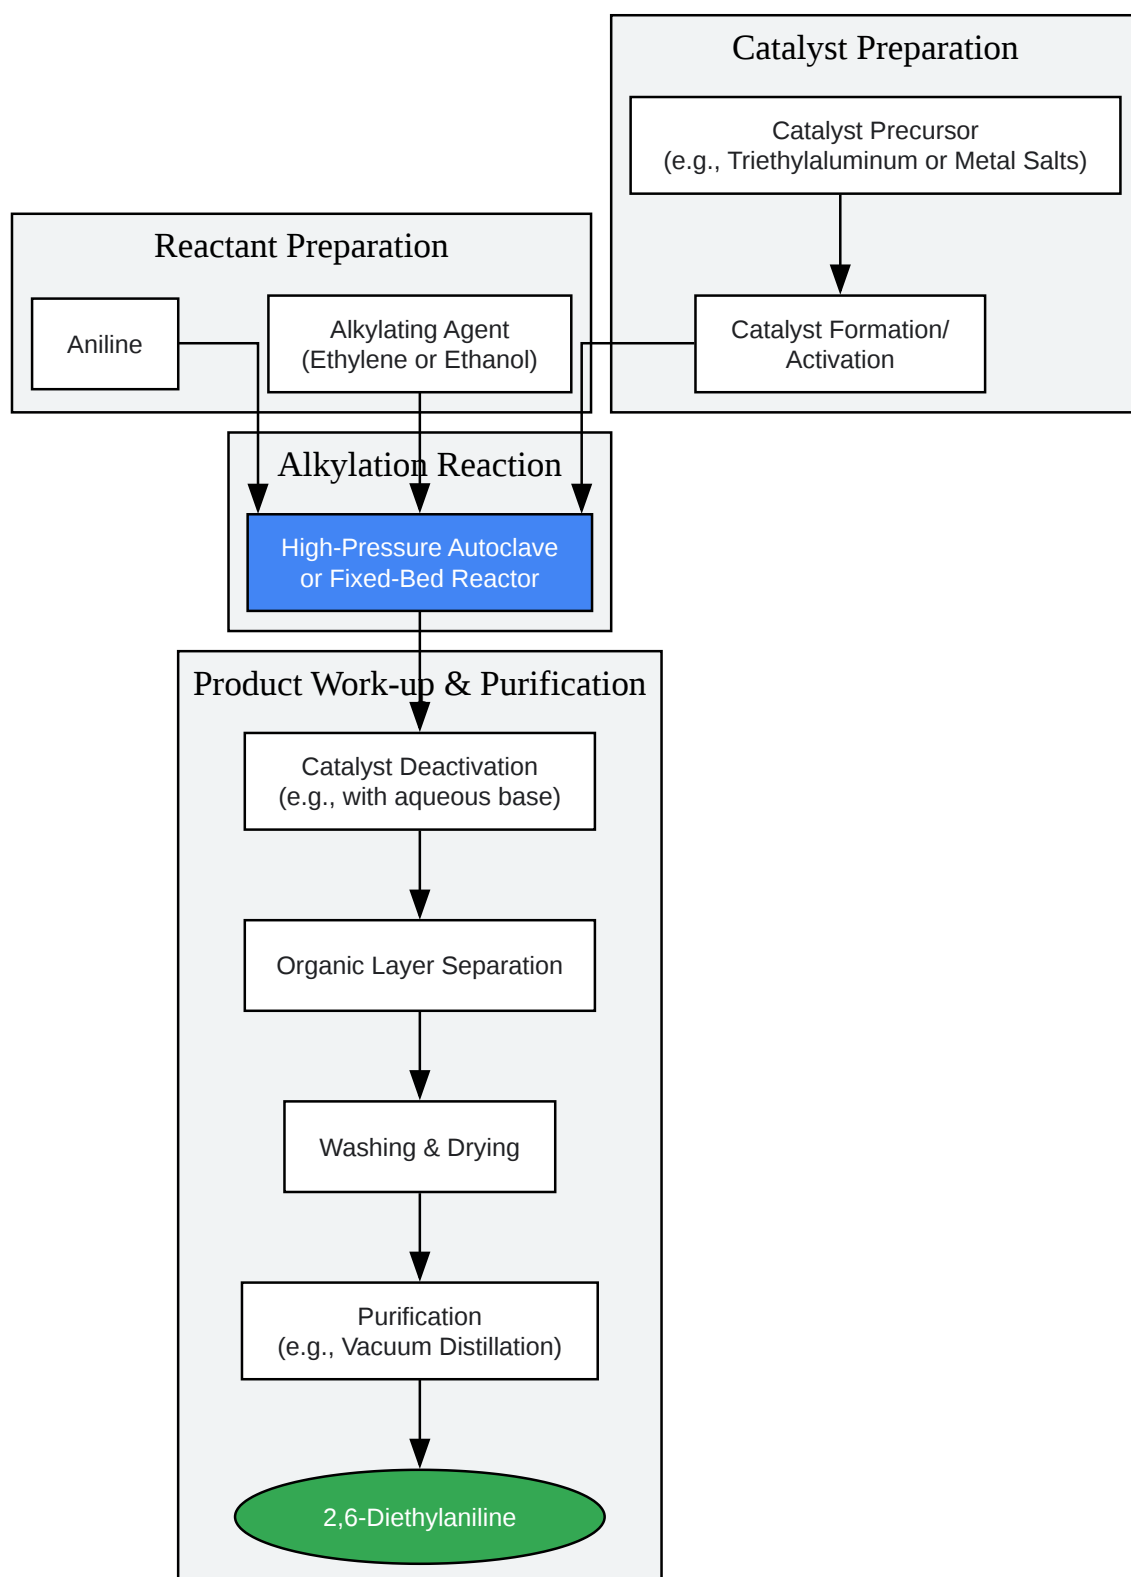 Catalyst Preparation
Catalyst Precursor
(e.g., Triethylaluminum or Metal Salts)
Reactant Preparation
Aniline
Alkylating Agent
(Ethylene or Ethanol)
Catalyst Formation/
Activation
Alkylation Reaction
High-Pressure Autoclave
or Fixed-Bed Reactor
Product Work-up & Purification
Catalyst Deactivation
(e.g., with aqueous base)
Organic Layer Separation
Washing & Drying
Purification
(e.g., Vacuum Distillation)
2,6-Diethylaniline